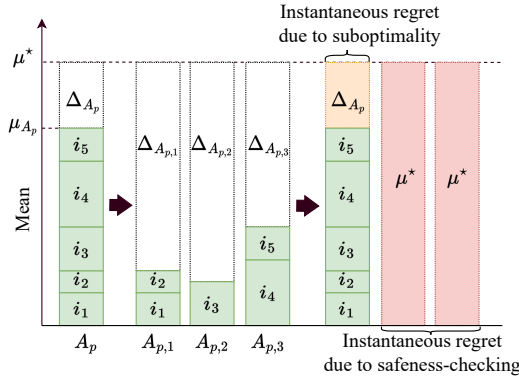 Instantaneous regret
due to suboptimality
μ*
Δ_{A_p}
μ_{A_p}
i_5
i_4
i_3
i_2
i_1
Mean
Δ_{A_{p,1}}
i_2
i_1
Δ_{A_{p,2}}
i_3
Δ_{A_{p,3}}
i_5
i_4
Δ_{A_p}
i_5
i_4
i_3
i_2
i_1
μ*
μ*
A_p
A_{p,1}
A_{p,2}
A_{p,3}
Instantaneous regret
due to safeness-checking